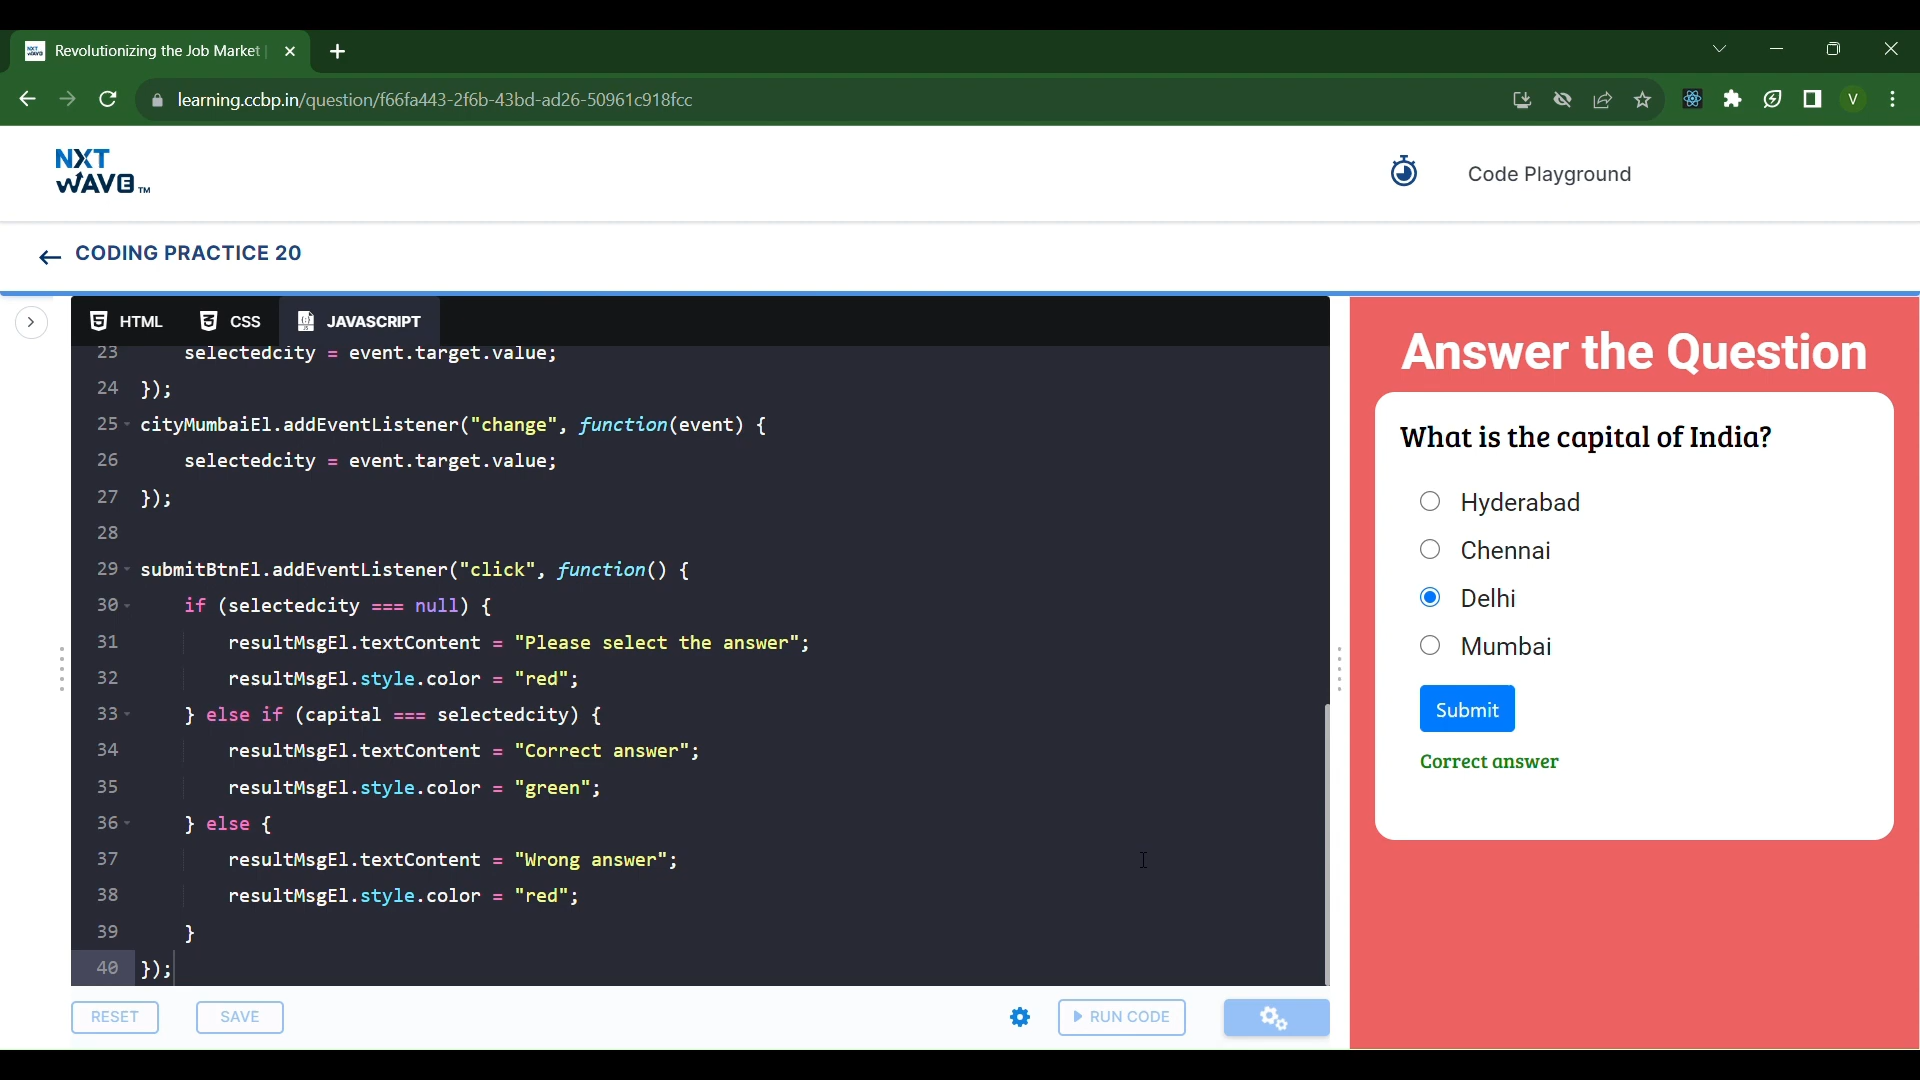 Revolutionizing the Job Market
learning.ccbp.in/question/f66fa443-2f6b-43bd-ad26-50961c918fcc
V
NXT
WAVE TM
Code Playground
CODING PRACTICE 20
HTML
CSS
JAVASCRIPT
23 selectedcity = event.target.value;
24 });
25 cityMumbaiEl.addEventListener("change", function(event) {
26 selectedcity = event.target.value;
27 });
28
29 submitBtnEl.addEventListener("click", function() {
30 if (selectedcity === null) {
31 resultMsgEl.textContent = "Please select the answer";
32 resultMsgEl.style.color = "red";
33 } else if (capital === selectedcity) {
34 resultMsgEl.textContent = "Correct answer";
35 resultMsgEl.style.color = "green";
36 } else {
37 resultMsgEl.textContent = "Wrong answer";
38 resultMsgEl.style.color = "red";
39 }
40 });
RESET
SAVE
RUN CODE
Answer the Question
What is the capital of India?
Hyderabad
Chennai
Delhi
Mumbai
Submit
Correct answer